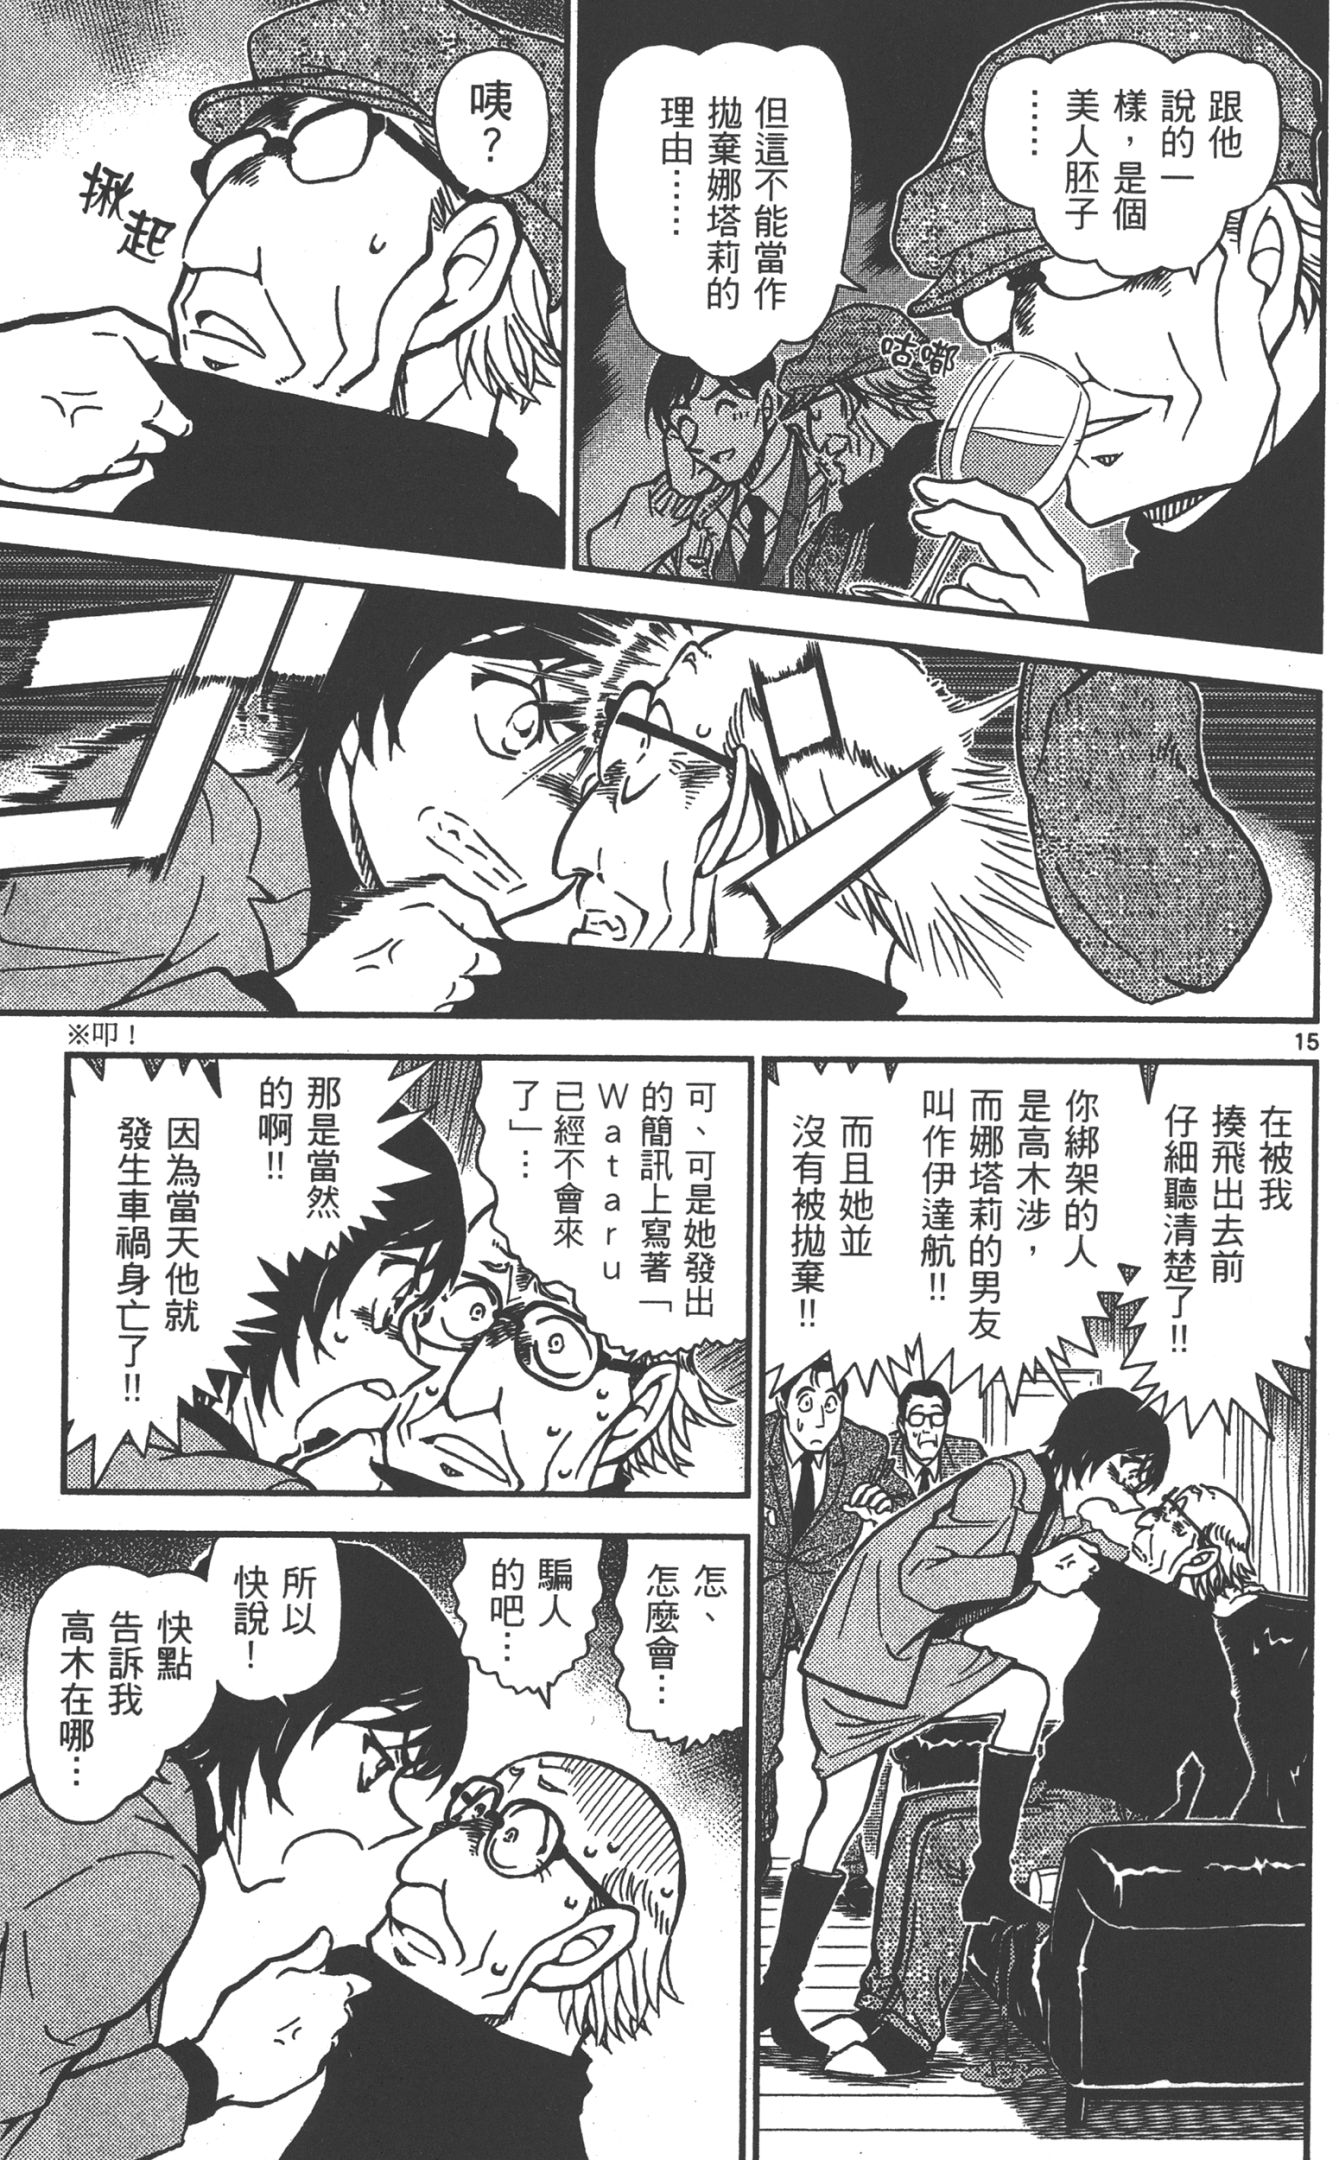 跟他
說的一
樣，是個
美人胚子
……
但這不能當作
拋棄娜塔莉的
理由……
咕嘟
咦？
揪起
※叩！
15
在被我
揍飛出去前
仔細聽清楚了!!
你綁架的人
是高木涉，
而娜塔莉的男友
叫作伊達航!!
而且她並
沒有被拋棄!!
可、可是她發出
的簡訊上寫著「
Wataru
已經不會來
了」…
那是當然
的啊!!
因為當天他就
發生車禍身亡了!!
怎、
怎麼會…
騙人
的吧…
所以
快說！
快點
告訴我
高木在哪…